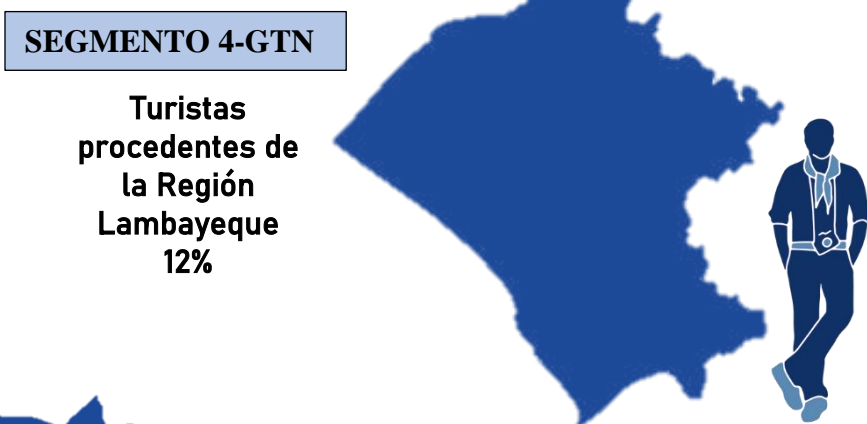 SEGMENTO 4-GTN
Turistas
procedentes de
la Región
Lambayeque
12%